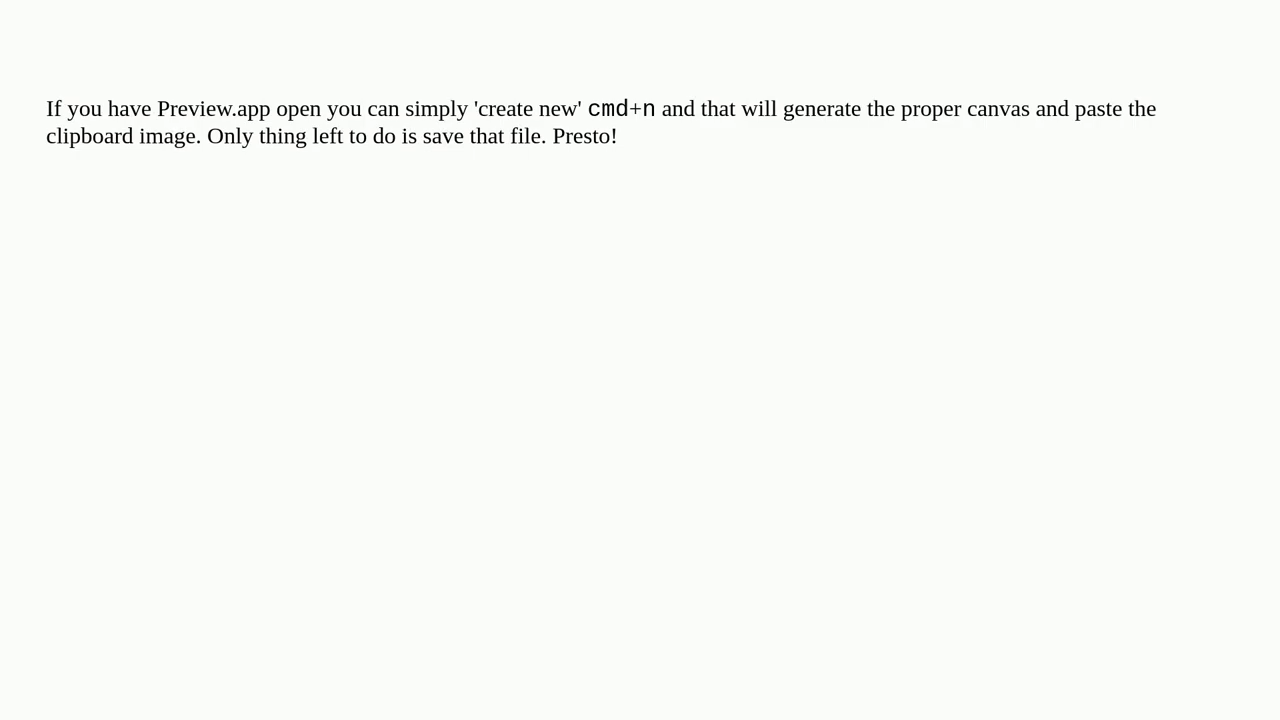 If you have Preview.app open you can simply 'create new' cmd+n and that will generate the proper canvas and paste the
clipboard image. Only thing left to do is save that file. Presto!